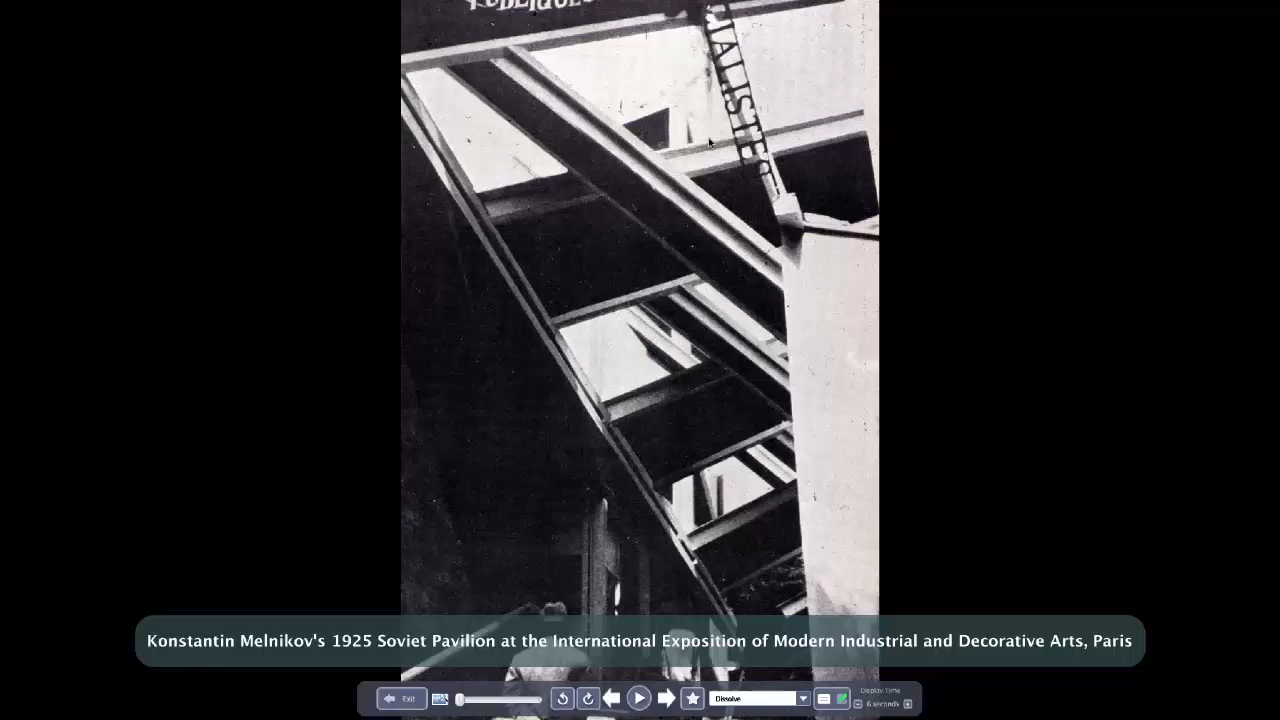 Konstantin Melnikov's 1925 Soviet Pavilion at the International Exposition of Modern Industrial and Decorative Arts, Paris
Exit
Dissolve
Display Time
6 seconds